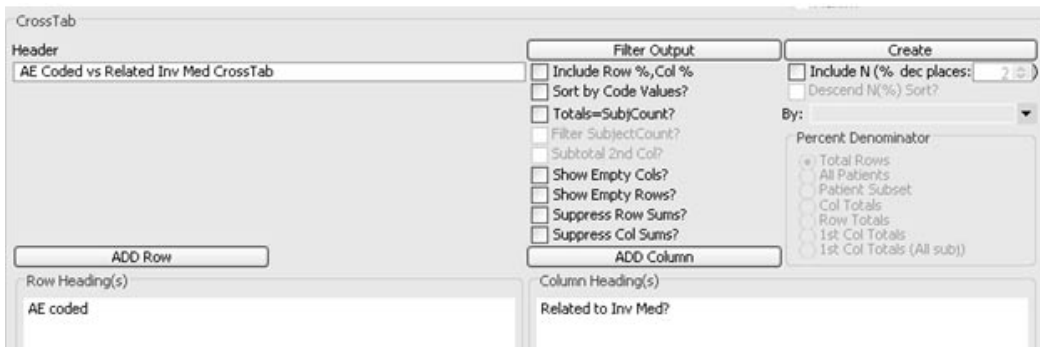 CrossTab
Header
AE Coded vs Related Inv Med CrossTab
Filter Output
Create
Include Row %,Col %
Include N (% dec places: 2 )
Sort by Code Values?
Descend N(%) Sort?
Totals=SubjCount?
By:
Filter SubjectCount?
Subtotal 2nd Col?
Show Empty Cols?
Show Empty Rows?
Suppress Row Sums?
Suppress Col Sums?
Percent Denominator
Total Rows
All Patients
Patient Subset
Col Totals
Row Totals
1st Col Totals
1st Col Totals (All subj)
ADD Row
ADD Column
Row Heading(s)
AE coded
Column Heading(s)
Related to Inv Med?